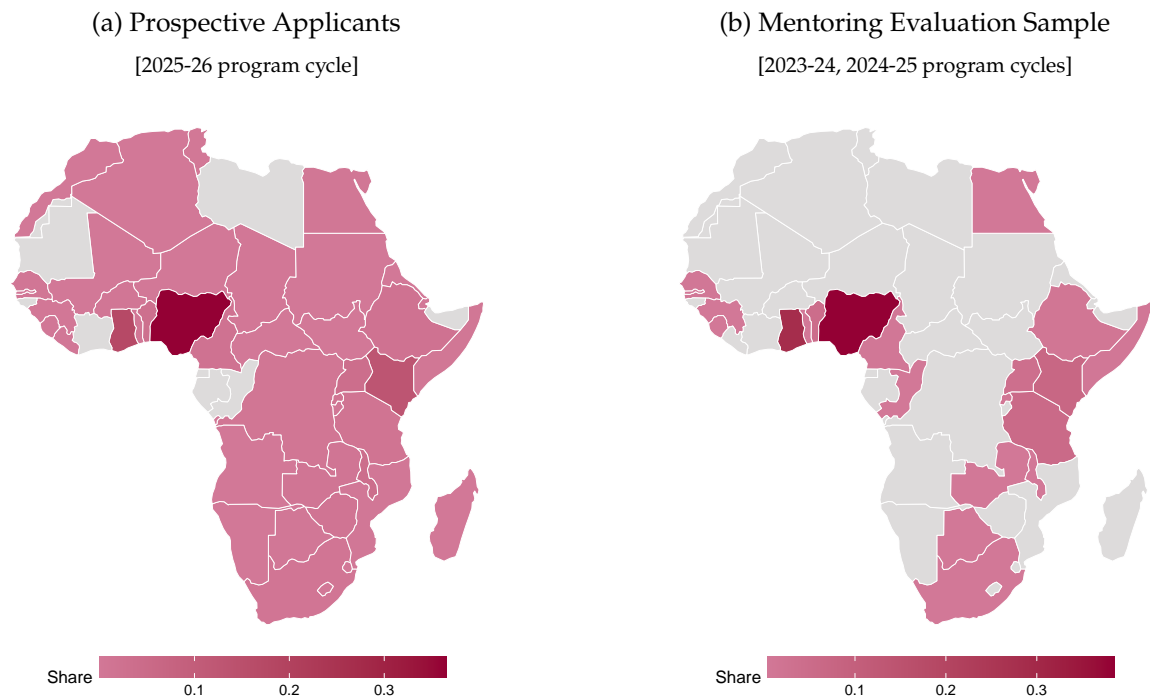 (a) Prospective Applicants
[2025-26 program cycle]
Share
0.1
0.2
0.3
(b) Mentoring Evaluation Sample
[2023-24, 2024-25 program cycles]
Share
0.1
0.2
0.3